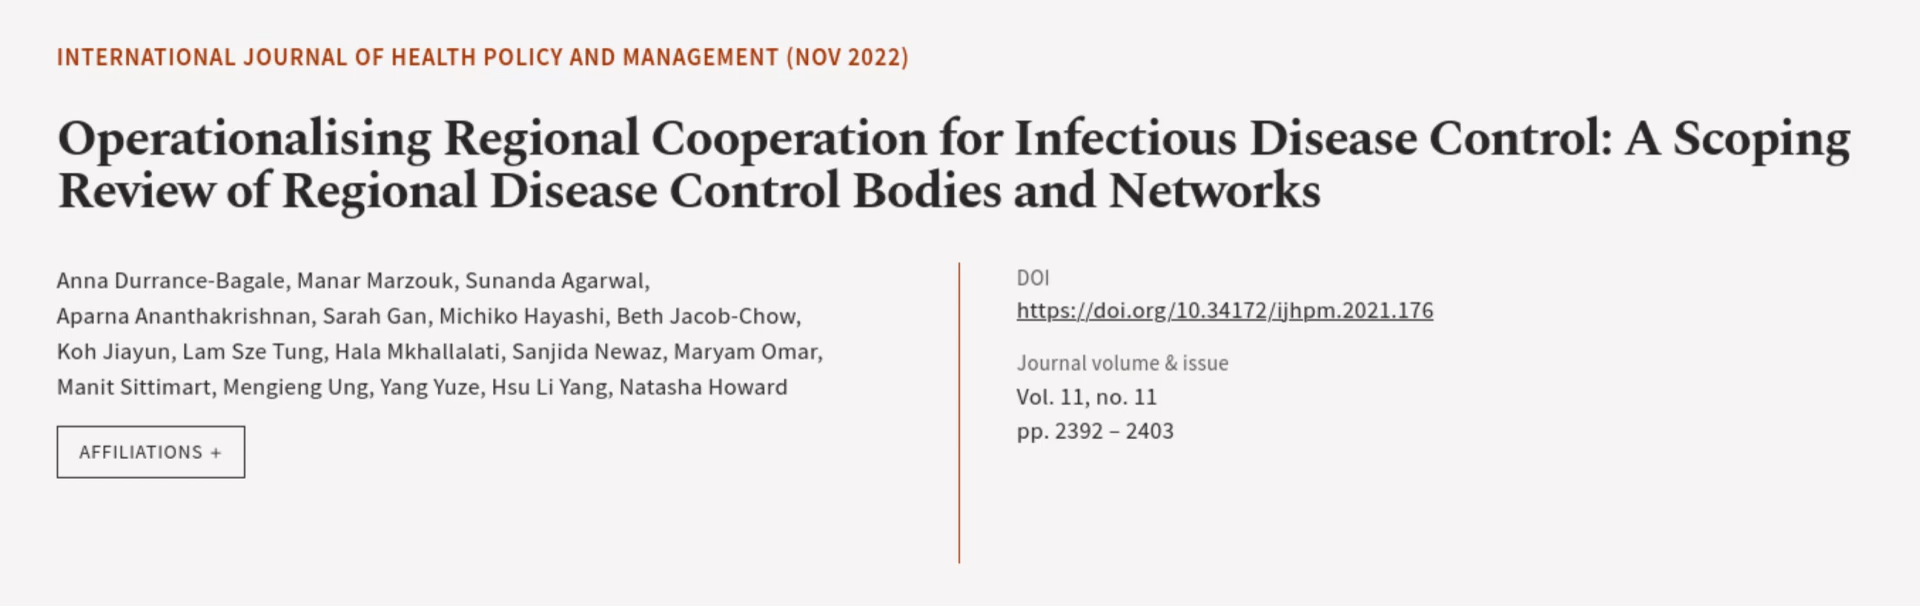 INTERNATIONAL JOURNAL OF HEALTH POLICY AND MANAGEMENT (NOV 2022)
Operationalising Regional Cooperation for Infectious Disease Control: A Scoping
Review of Regional Disease Control Bodies and Networks
Anna Durrance-Bagale, Manar Marzouk, Sunanda Agarwal,
Aparna Ananthakrishnan, Sarah Gan, Michiko Hayashi, Beth Jacob-Chow,
Koh Jiayun, Lam Sze Tung, Hala Mkhallalati, Sanjida Newaz, Maryam Omar,
Manit Sittimart, Mengieng Ung, Yang Yuze, Hsu Li Yang, Natasha Howard
AFFILIATIONS +
DOI
https://doi.org/10.34172/ijhpm.2021.176
Journal volume & issue
Vol. 11, no. 11
pp. 2392 – 2403